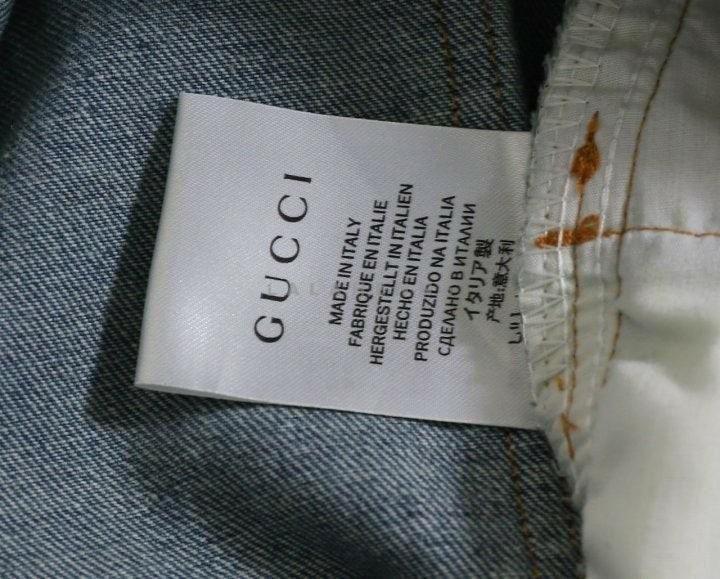 GUCCI
MADE IN ITALY
FABRIQUE EN ITALIE
HERGESTELLT IN ITALIEN
HECHO EN ITALIA
PRODUZIDO NA ITALIA
СДЕЛАНО В ИТАЛИИ
イタリア製
产地:意大利